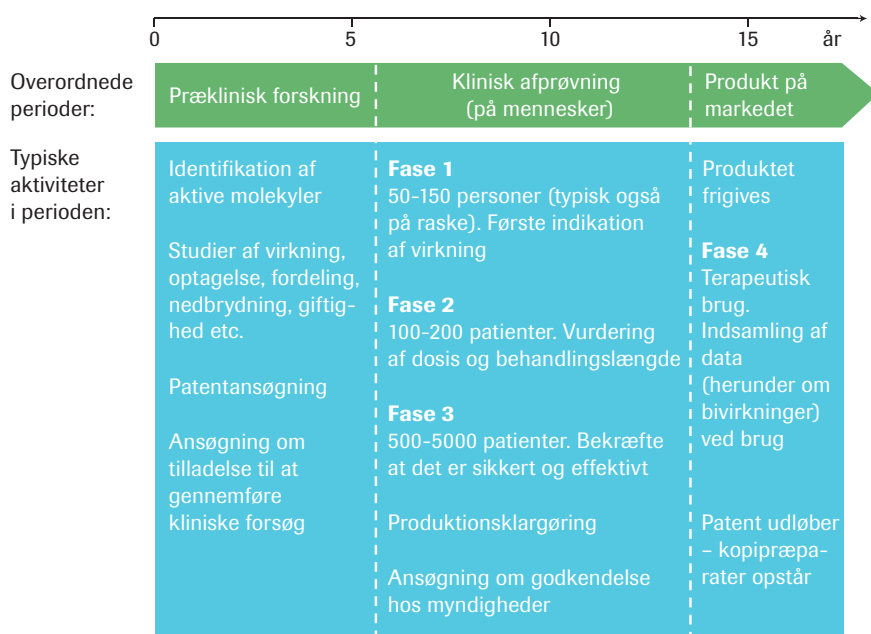 0 5 10 15 år
Overordnede
perioder:
Præklinisk forskning
Klinisk afprøvning
(på mennesker)
Produkt på
markedet
Typiske
aktiviteter
i perioden:
Identifikation af
aktive molekyler
Studier af virkning,
optagelse, fordeling,
nedbrydning, giftig-
hed etc.
Patentansøgning
Ansøgning om
tilladelse til at
gennemføre
kliniske forsøg
Fase 1
50-150 personer (typisk også
på raske). Første indikation
af virkning
Fase 2
100-200 patienter. Vurdering
af dosis og behandlingslængde
Fase 3
500-5000 patienter. Bekræfte
at det er sikkert og effektivt
Produktionsklargøring
Ansøgning om godkendelse
hos myndigheder
Produktet
frigives
Fase 4
Terapeutisk
brug.
Indsamling af
data
(herunder om
bivirkninger)
ved brug
Patent udløber
– kopipræpa-
rater opstår